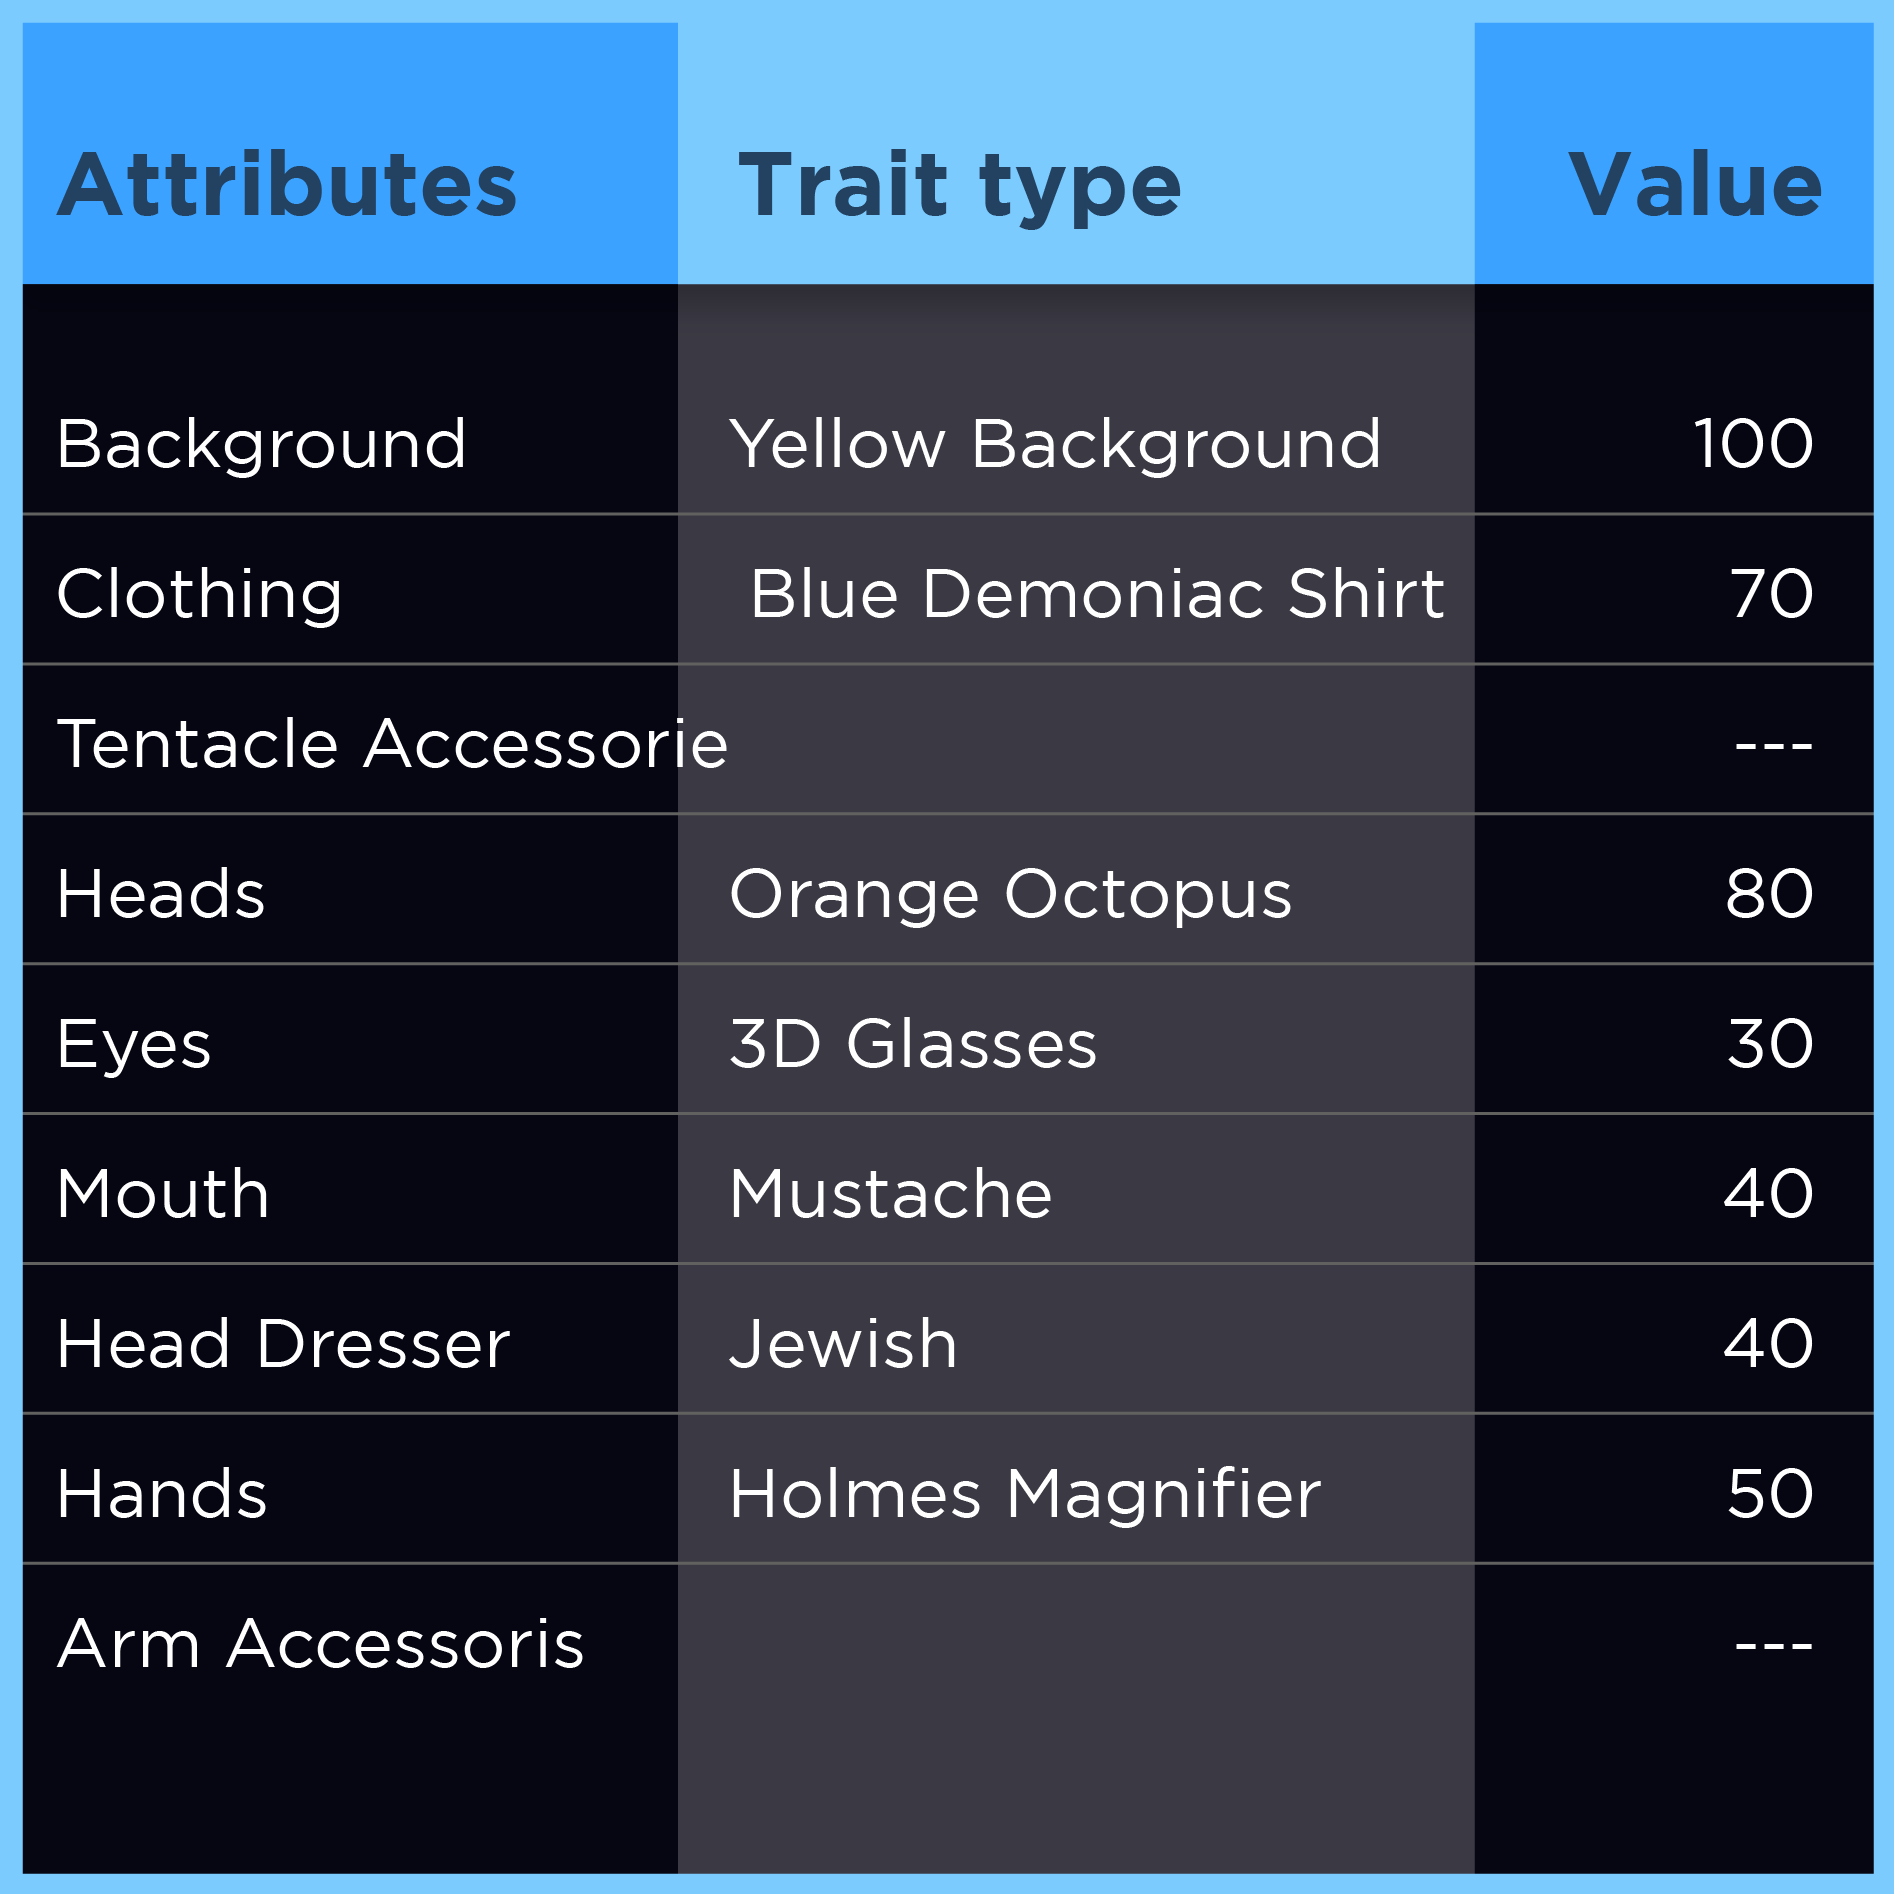 Attributes Trait type Value
Background Yellow Background 100
Clothing Blue Demoniac Shirt 70
Tentacle Accessorie ---
Heads Orange Octopus 80
Eyes 3D Glasses 30
Mouth Mustache 40
Head Dresser Jewish 40
Hands Holmes Magnifier 50
Arm Accessoris ---